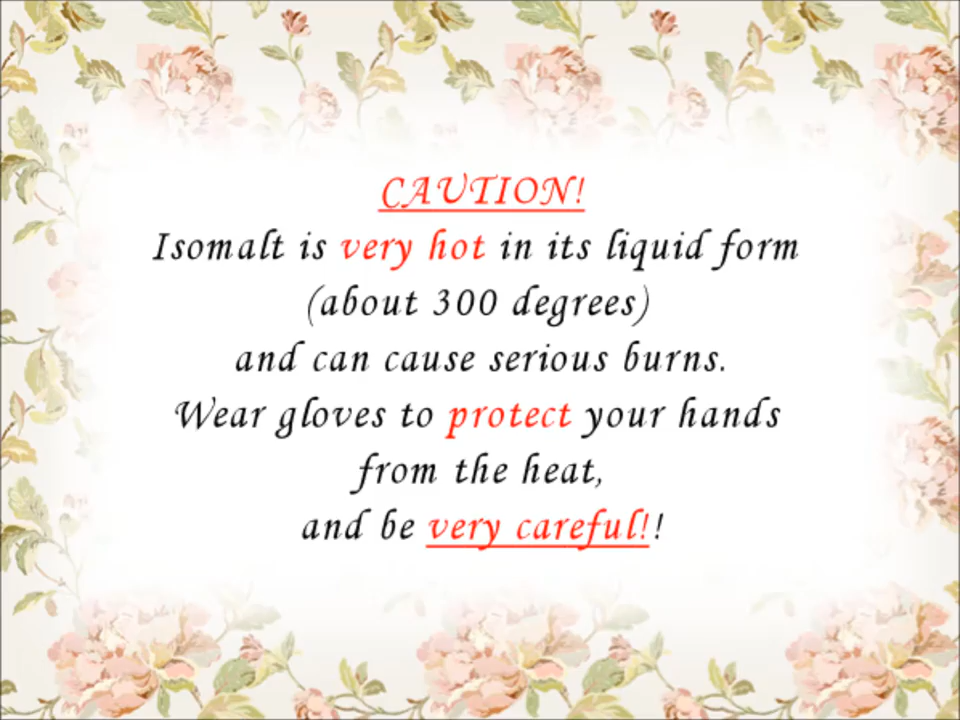 CAUTION!
Isomalt is very hot in its liquid form
(about 300 degrees)
and can cause serious burns.
Wear gloves to protect your hands
from the heat,
and be very careful!!